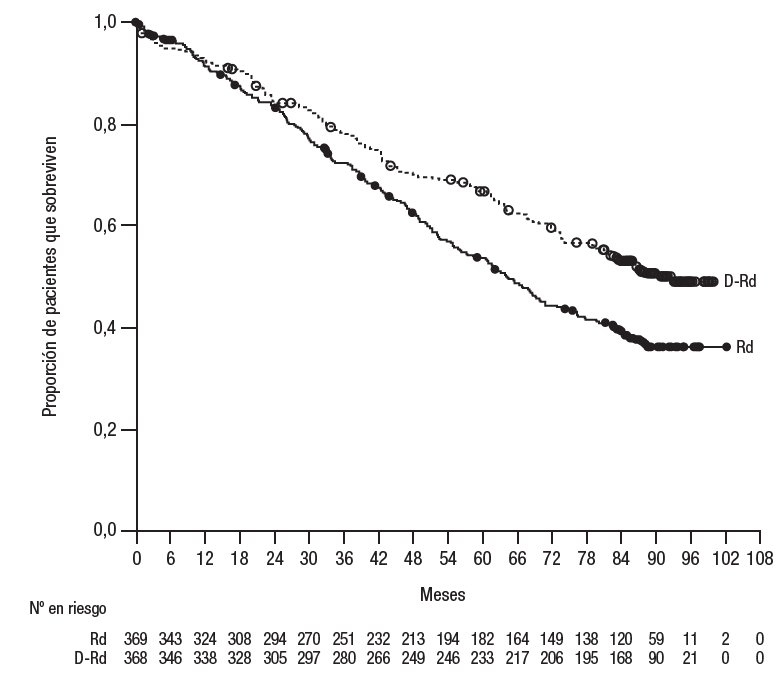 Proporción de pacientes que sobreviven
1,0
0,8
0,6
0,4
0,2
0,0
D-Rd
Rd
0 6 12 18 24 30 36 42 48 54 60 66 72 78 84 90 96 102 108
Meses
Nº en riesgo
Rd 369 343 324 308 294 270 251 232 213 194 182 164 149 138 120 59 11 2 0
D-Rd 368 346 338 328 305 297 280 266 249 246 233 217 206 195 168 90 21 0 0